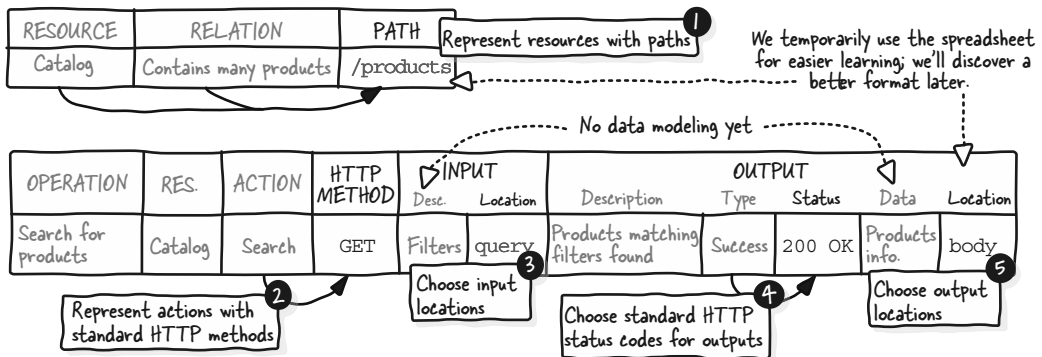 RESOURCE RELATION PATH
Catalog Contains many products /products
1
Represent resources with paths
We temporarily use the spreadsheet
for easier learning; we'll discover a
better format later.
No data modeling yet
OPERATION RES. ACTION HTTP METHOD INPUT OUTPUT
Desc. Location Description Type Status Data Location
Search for products Catalog Search GET Filters query Products matching filters found Success 200 OK Products info. body
2
Represent actions with
standard HTTP methods
3
Choose input
locations
4
Choose standard HTTP
status codes for outputs
5
Choose output
locations